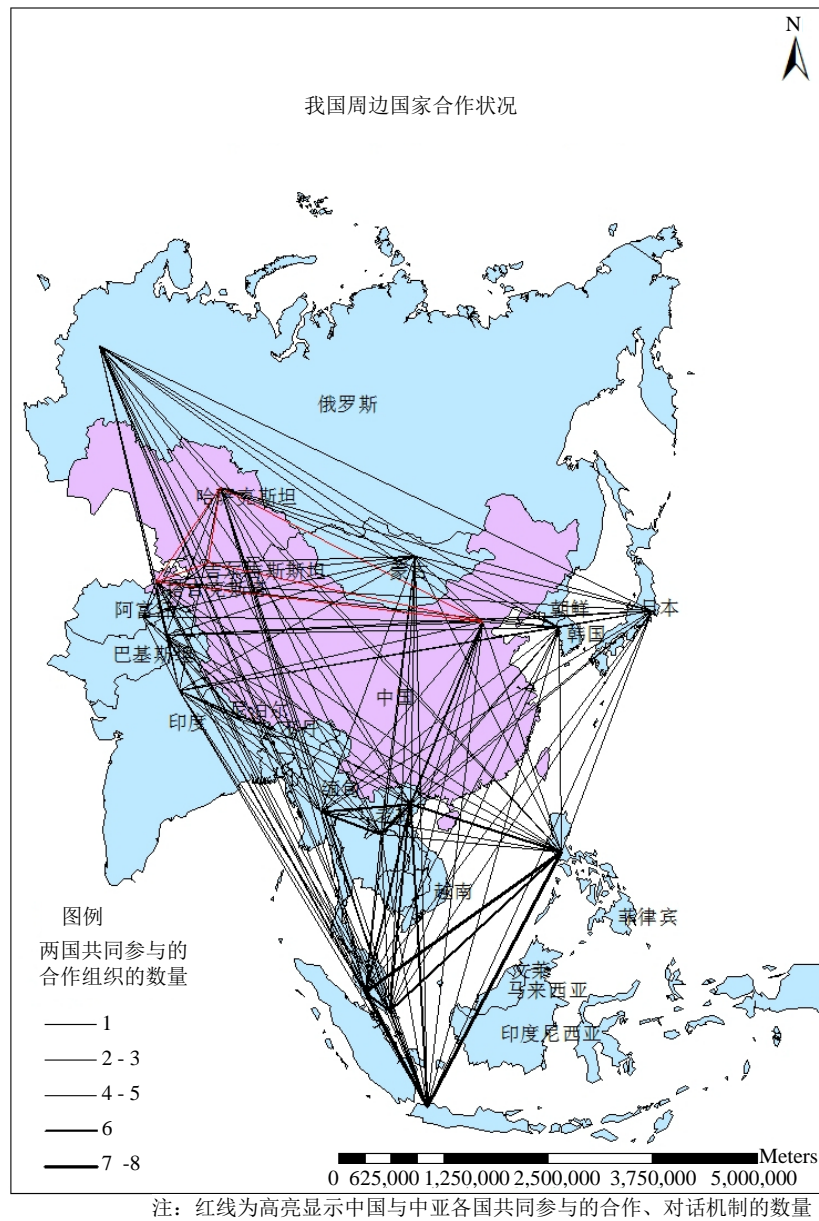 N
我国周边国家合作状况
俄罗斯
哈萨克斯坦
吉尔吉斯斯坦
朝鲜
日本
韩国
巴基斯坦
中国
印度
缅甸
越南
菲律宾
文莱
马来西亚
印度尼西亚
图例
两国共同参与的
合作组织的数量
1
2 - 3
4 - 5
6
7 -8
Meters
0 625,000 1,250,000 2,500,000 3,750,000 5,000,000
注：红线为高亮显示中国与中亚各国共同参与的合作、对话机制的数量